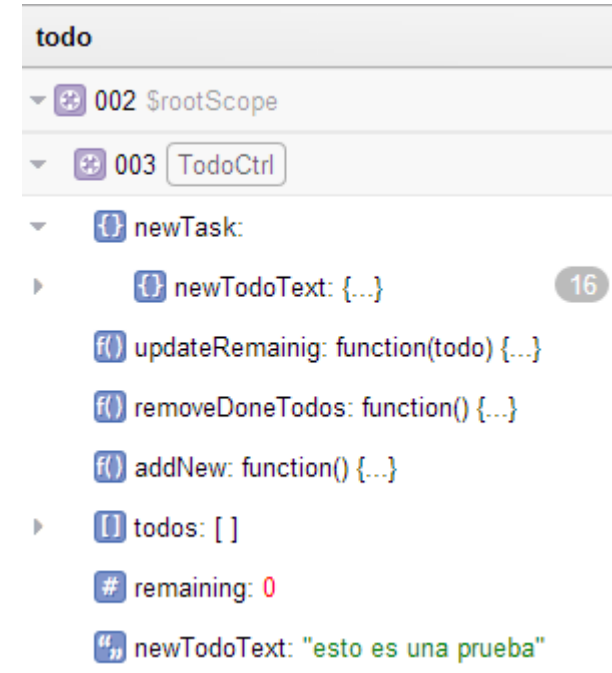 todo
002 $rootScope
003 TodoCtrl
{} newTask:
{} newTodoText: {...} 16
f() updateRemainig: function(todo) {...}
f() removeDoneTodos: function() {...}
f() addNew: function() {...}
[] todos: [ ]
# remaining: 0
“„ newTodoText: "esto es una prueba"